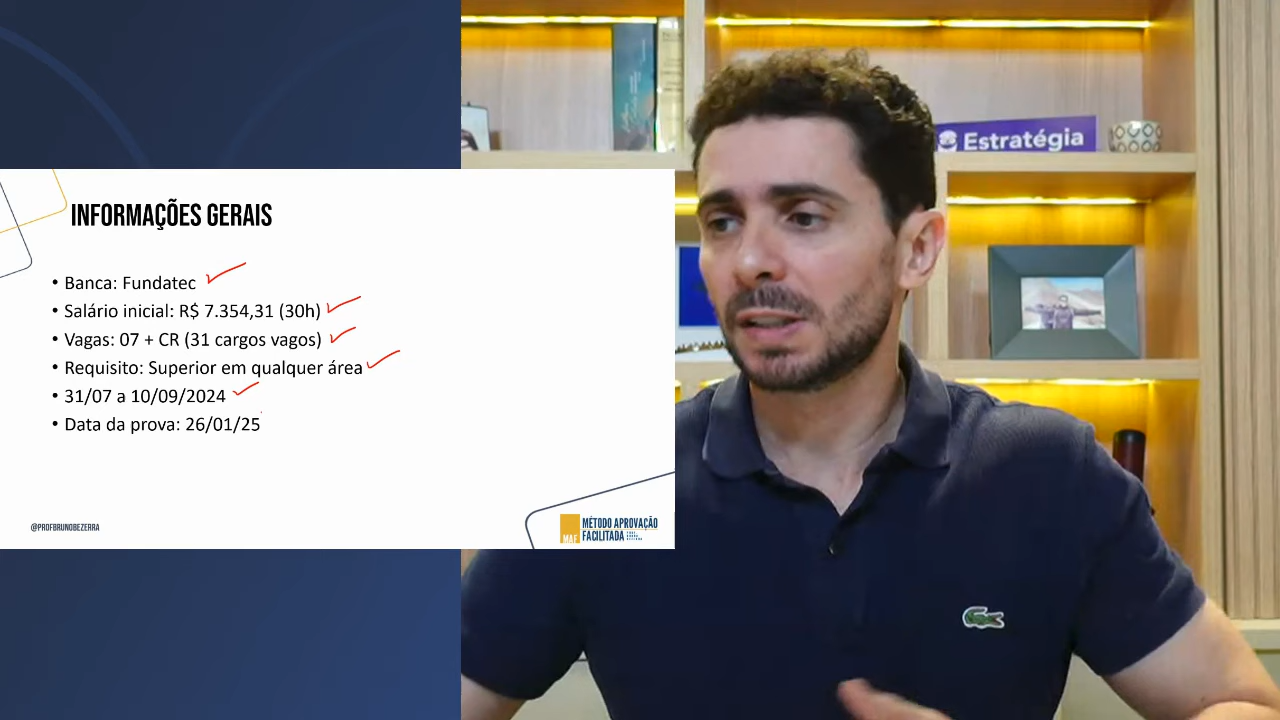 Estratégia
INFORMAÇÕES GERAIS
• Banca: Fundatec
• Salário inicial: R$ 7.354,31 (30h)
• Vagas: 07 + CR (31 cargos vagos)
• Requisito: Superior em qualquer área
• 31/07 a 10/09/2024
• Data da prova: 26/01/25
@PROFBRUNOBEZERRA
MAF
MÉTODO APROVAÇÃO
FACILITADA